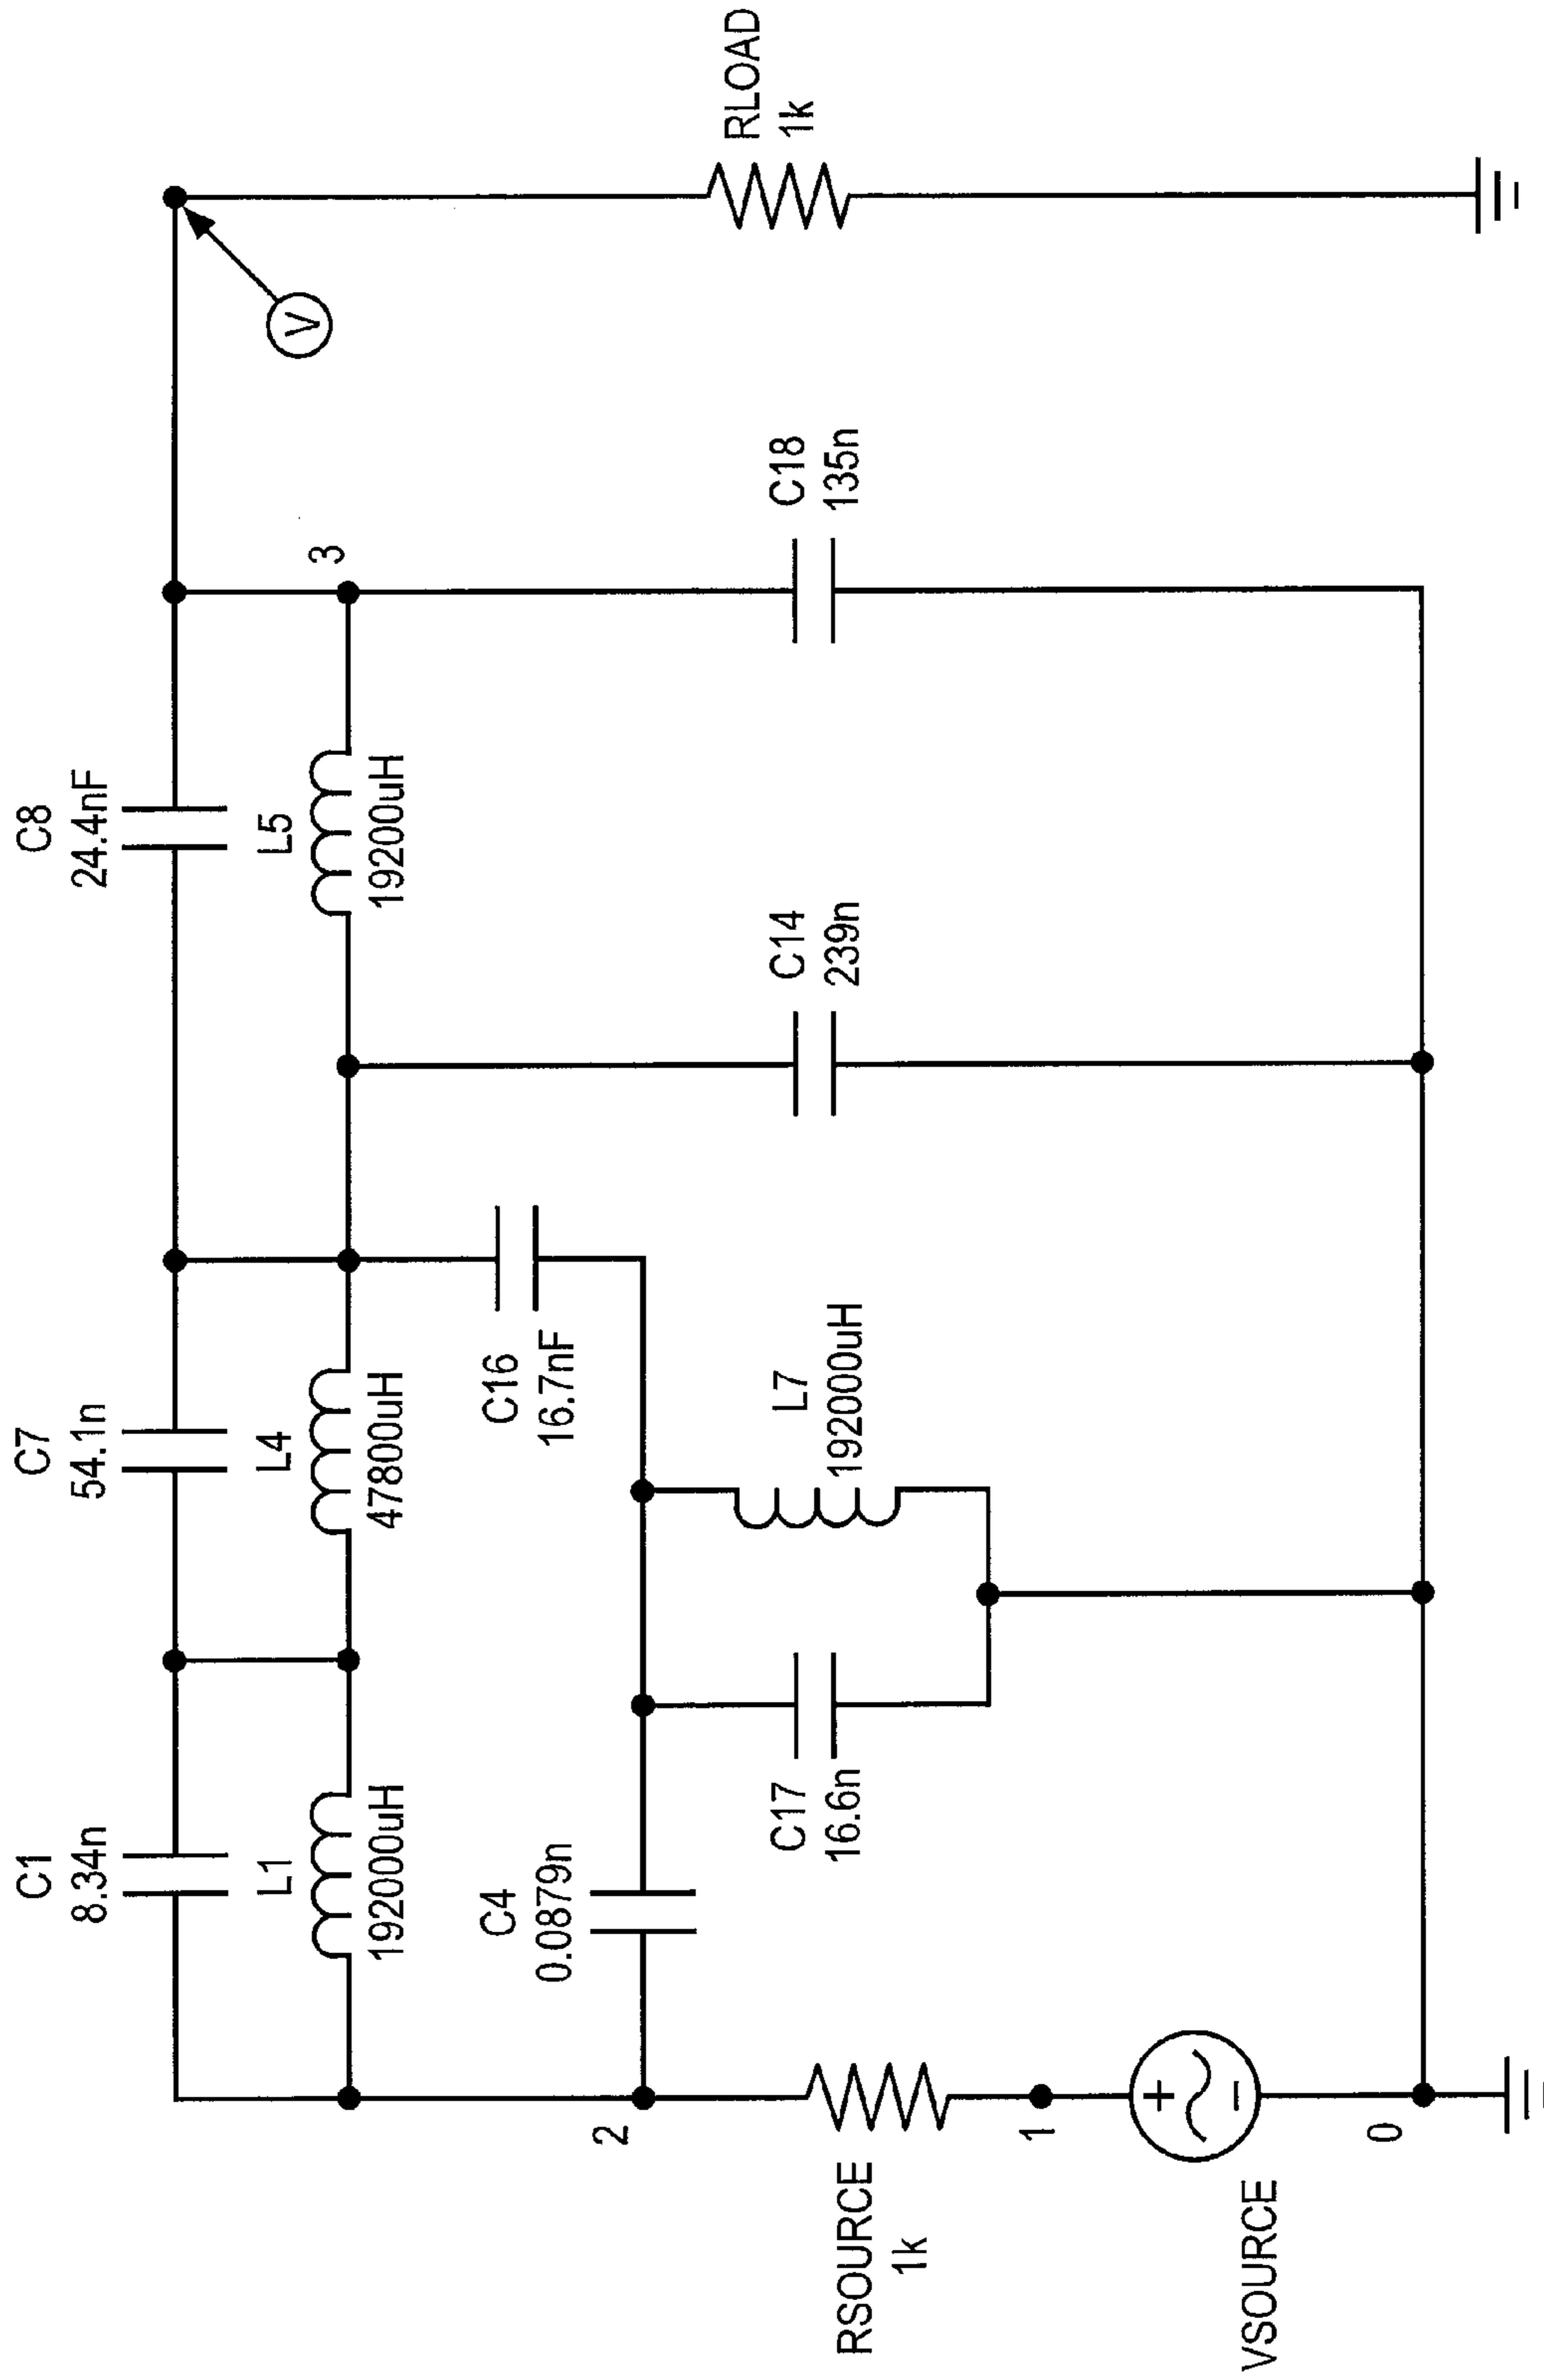 C1
8.34n
C7
54.1n
C8
24.4nF
L1
192000uH
L4
47800uH
L5
19200uH
V
3
2
C4
0.0879n
C16
16.7nF
RLOAD
1k
C17
16.6n
L7
19200uH
C14
239n
C18
135n
RSOURCE
1k
1
+
−
VSOURCE
0